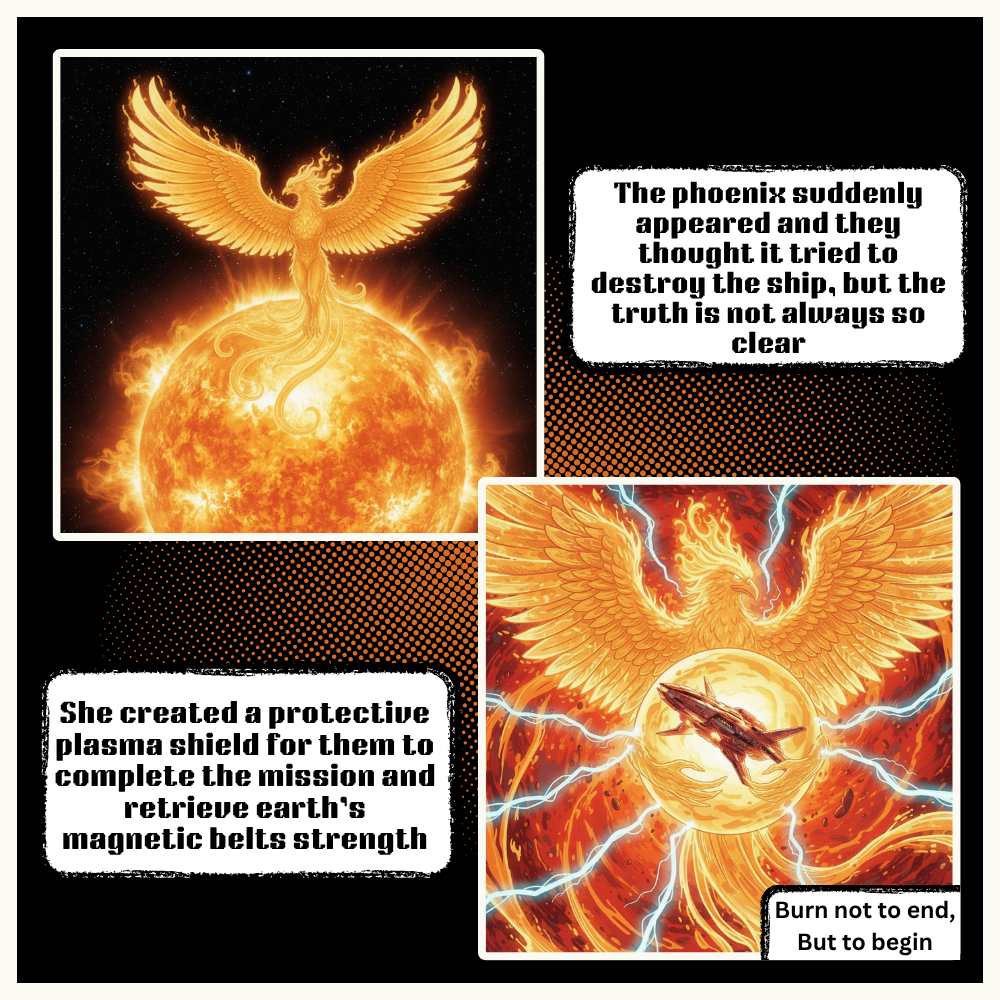 The phoenix suddenly
appeared and they
thought it tried to
destroy the ship, but the
truth is not always so
clear
She created a protective
plasma shield for them to
complete the mission and
retrieve earth's
magnetic belts strength
Burn not to end,
But to begin